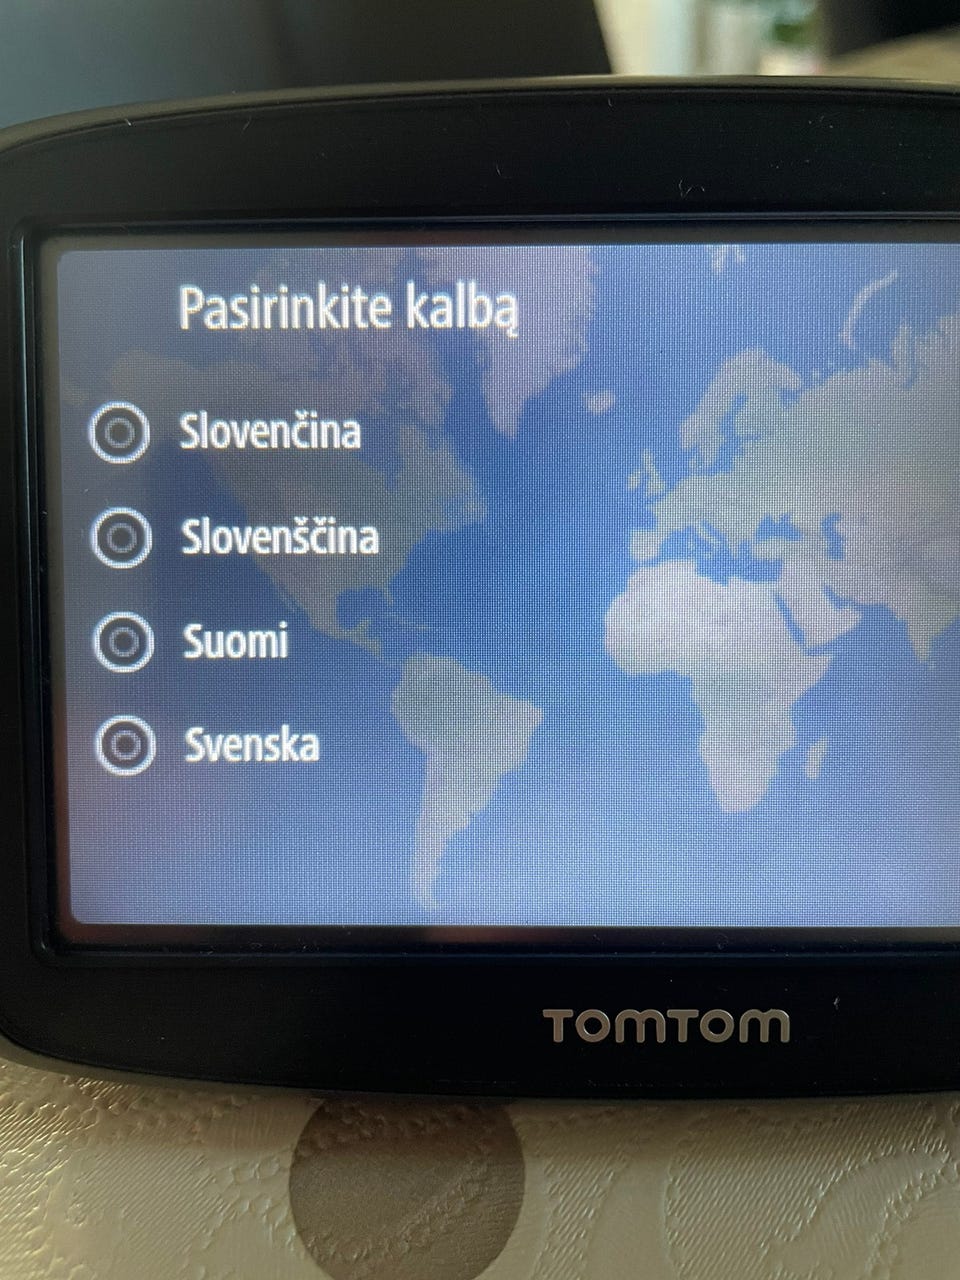 Pasirinkite kalbą
Slovenčina
Slovenščina
Suomi
Svenska
TOMTOM